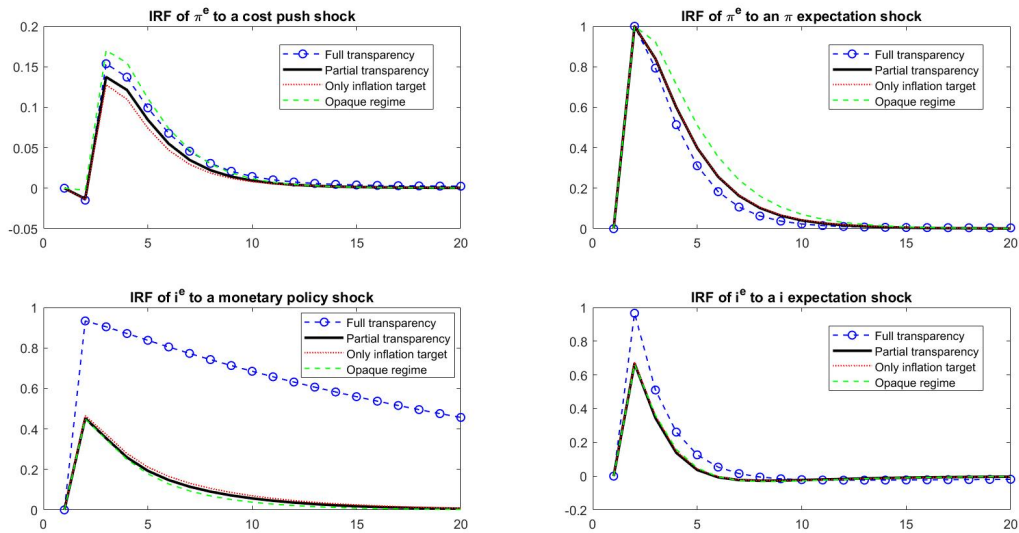 IRF of π^e to a cost push shock
0.2
0.15
0.1
0.05
0
-0.05
0 5 10 15 20
Full transparency
Partial transparency
Only inflation target
Opaque regime
IRF of π^e to an π expectation shock
1
0.8
0.6
0.4
0.2
0
0 5 10 15 20
Full transparency
Partial transparency
Only inflation target
Opaque regime
IRF of i^e to a monetary policy shock
1
0.8
0.6
0.4
0.2
0
0 5 10 15 20
Full transparency
Partial transparency
Only inflation target
Opaque regime
IRF of i^e to a i expectation shock
1
0.8
0.6
0.4
0.2
0
-0.2
0 5 10 15 20
Full transparency
Partial transparency
Only inflation target
Opaque regime